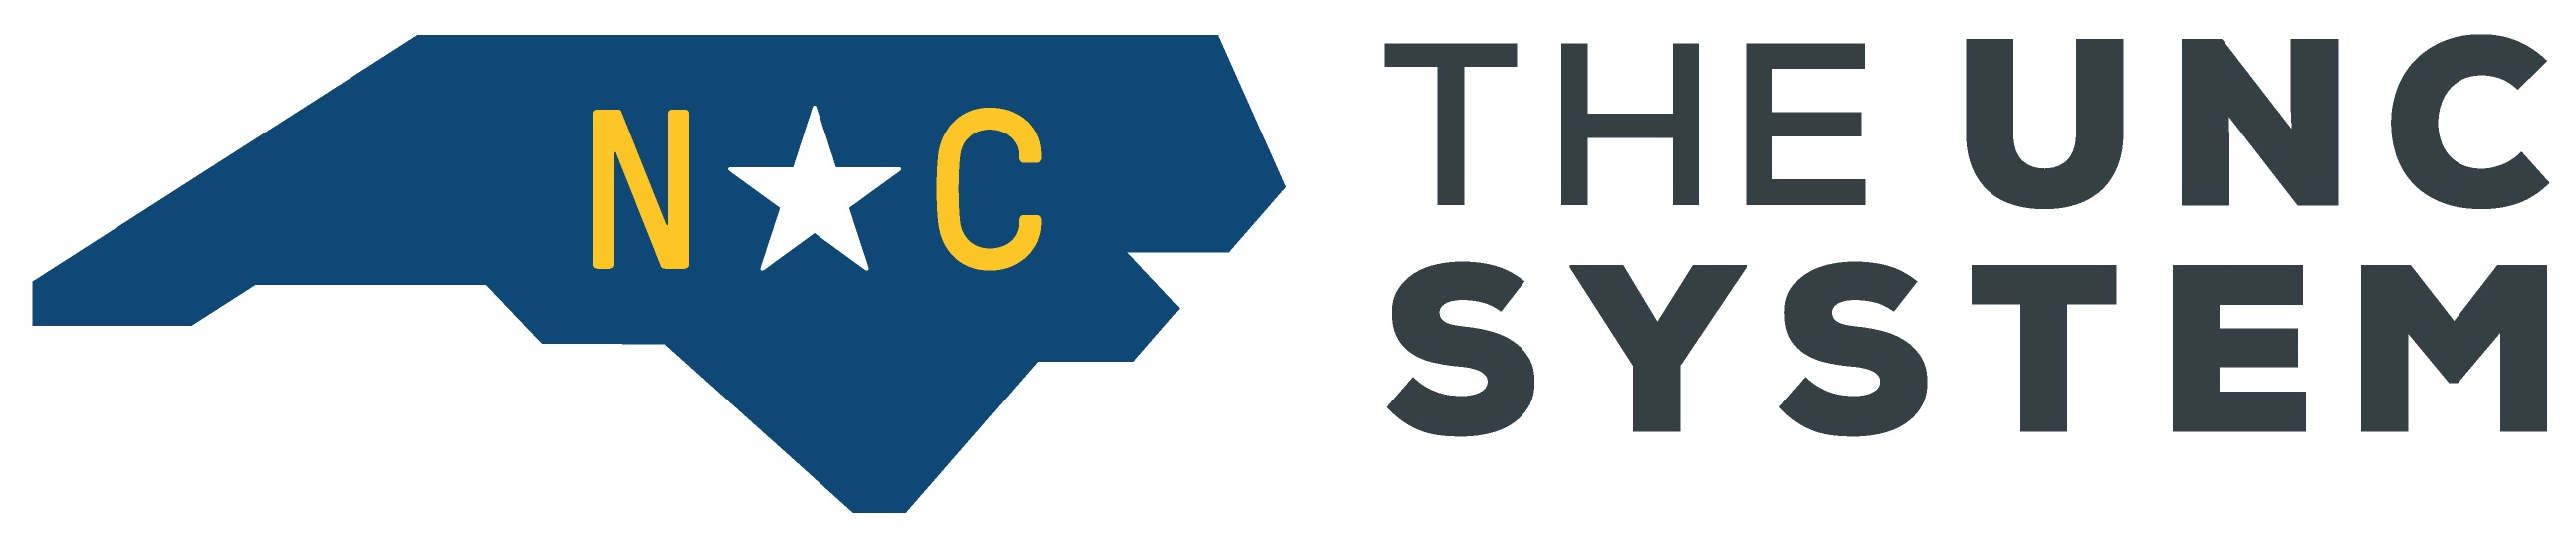 N C
THE UNC
SYSTEM